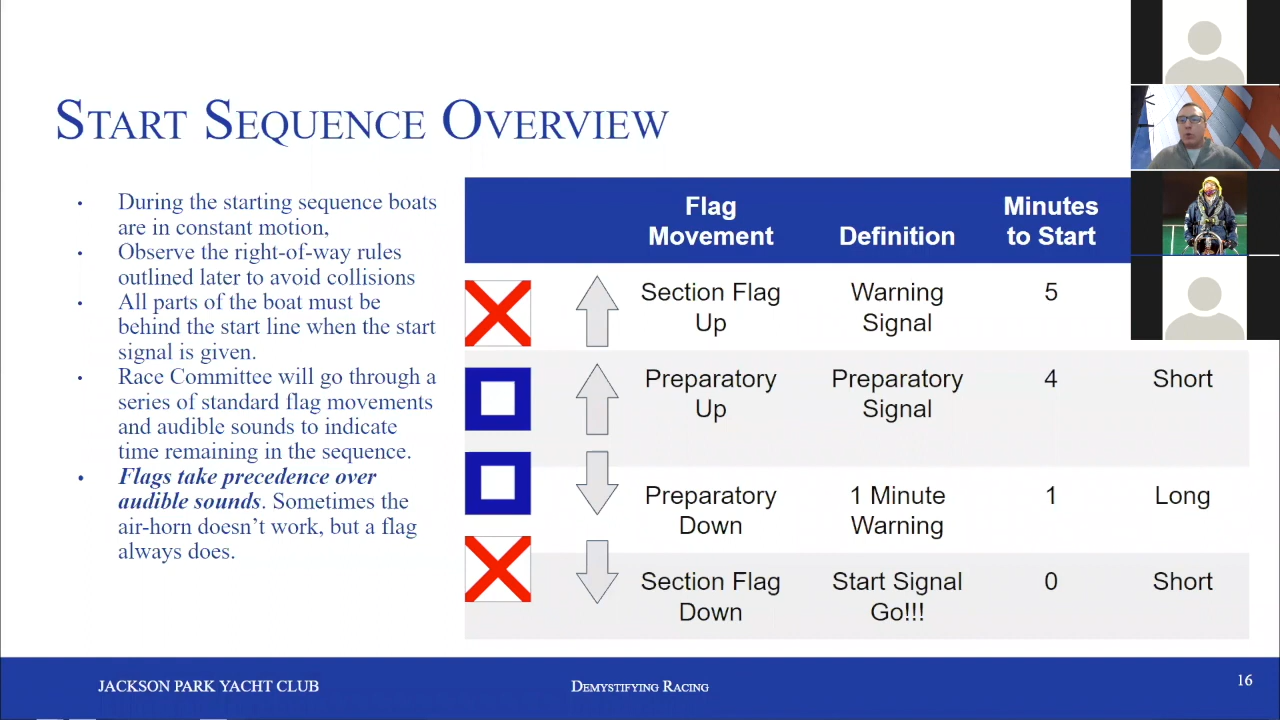 START SEQUENCE OVERVIEW
• During the starting sequence boats
are in constant motion,
• Observe the right-of-way rules
outlined later to avoid collisions
• All parts of the boat must be
behind the start line when the start
signal is given.
• Race Committee will go through a
series of standard flag movements
and audible sounds to indicate
time remaining in the sequence.
• Flags take precedence over
audible sounds. Sometimes the
air-horn doesn’t work, but a flag
always does.
Flag
Movement
Definition
Minutes
to Start
Section Flag
Up
Warning
Signal
5
Preparatory
Up
Preparatory
Signal
4
Short
Preparatory
Down
1 Minute
Warning
1
Long
Section Flag
Down
Start Signal
Go!!!
0
Short
JACKSON PARK YACHT CLUB
DEMYSTIFYING RACING
16